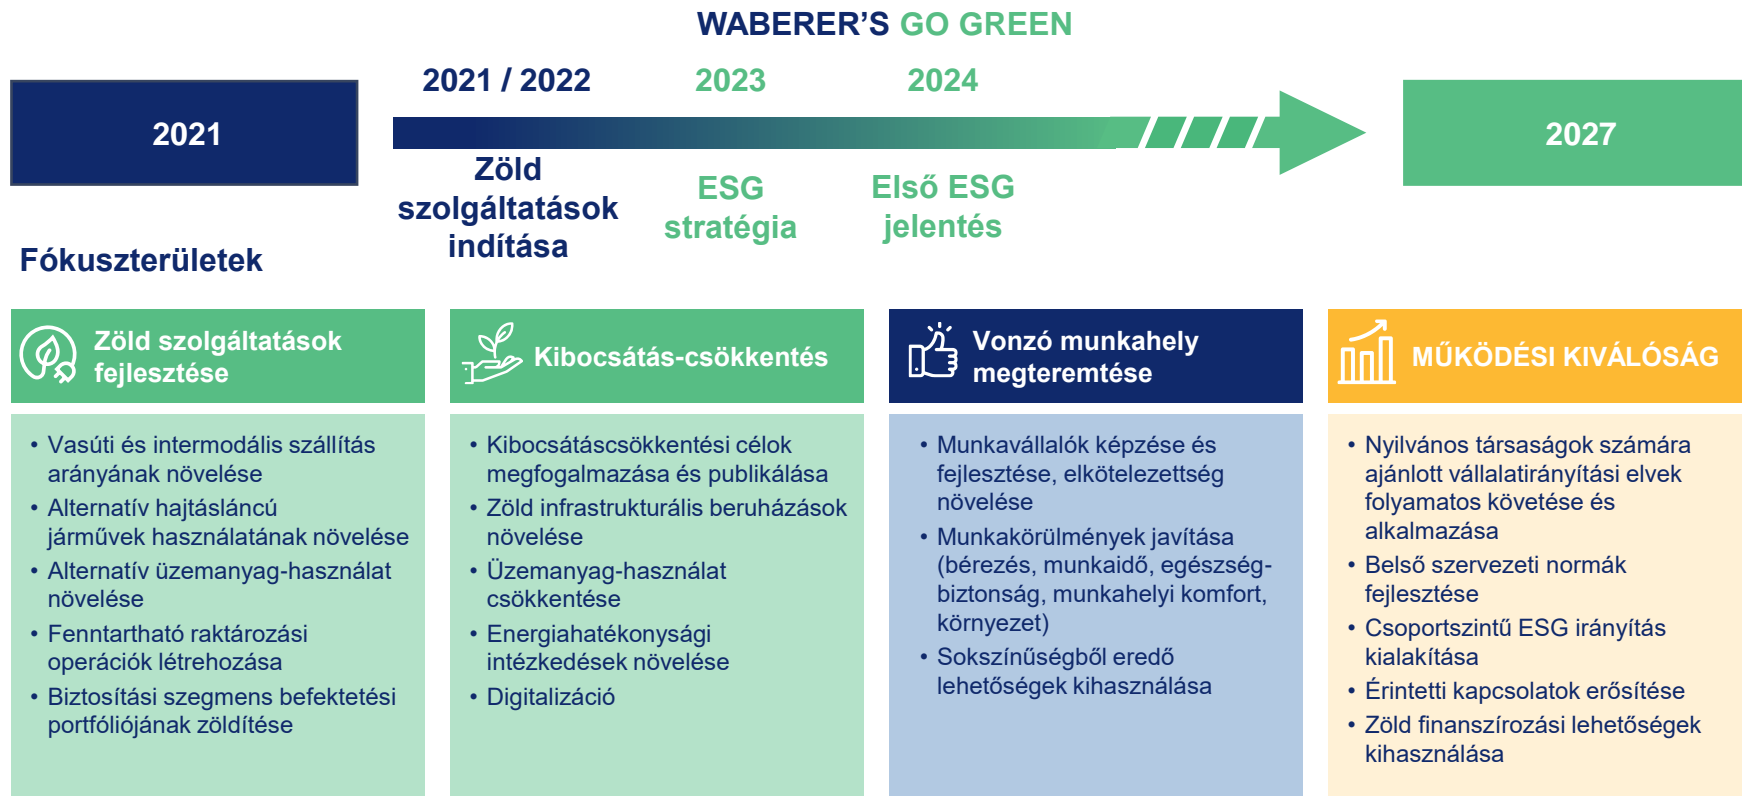 WABERER'S GO GREEN
2021
2021 / 2022
2023
2024
2027
Zöld
szolgáltatások
indítása
ESG
stratégia
Első ESG
jelentés
Fókuszterületek
Zöld szolgáltatások
fejlesztése
• Vasúti és intermodális szállítás
arányának növelése
• Alternatív hajtásláncú
járművek használatának növelése
• Alternatív üzemanyag-használat
növelése
• Fenntartható raktározási
operációk létrehozása
• Biztosítási szegmens befektetési
portfóliójának zöldítése
Kibocsátás-csökkentés
• Kibocsátáscsökkentési célok
megfogalmazása és publikálása
• Zöld infrastrukturális beruházások
növelése
• Üzemanyag-használat
csökkentése
• Energiahatékonysági
intézkedések növelése
• Digitalizáció
Vonzó munkahely
megteremtése
• Munkavállalók képzése és
fejlesztése, elkötelezettség
növelése
• Munkakörülmények javítása
(bérezés, munkaidő, egészség-
biztonság, munkahelyi komfort,
környezet)
• Sokszínűségből eredő
lehetőségek kihasználása
MŰKÖDÉSI KIVÁLÓSÁG
• Nyilvános társaságok számára
ajánlott vállalatirányítási elvek
folyamatos követése és
alkalmazása
• Belső szervezeti normák
fejlesztése
• Csoportszintű ESG irányítás
kialakítása
• Érintetti kapcsolatok erősítése
• Zöld finanszírozási lehetőségek
kihasználása